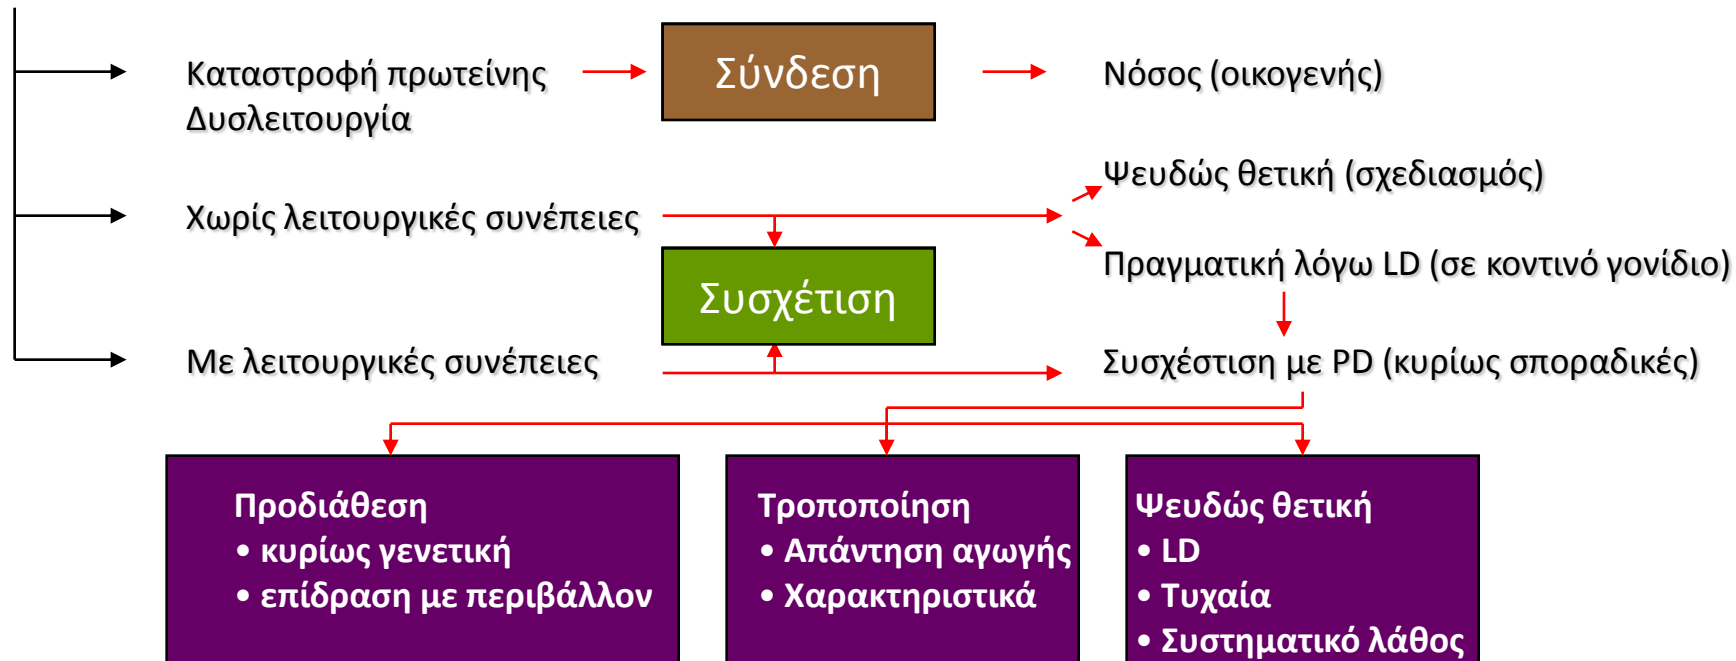 Καταστροφή πρωτείνης
Δυσλειτουργία
Σύνδεση
Νόσος (οικογενής)
Χωρίς λειτουργικές συνέπειες
Ψευδώς θετική (σχεδιασμός)
Πραγματική λόγω LD (σε κοντινό γονίδιο)
Συσχέτιση
Με λειτουργικές συνέπειες
Συσχέστιση με PD (κυρίως σποραδικές)
Προδιάθεση
• κυρίως γενετική
• επίδραση με περιβάλλον
Τροποποίηση
• Απάντηση αγωγής
• Χαρακτηριστικά
Ψευδώς θετική
• LD
• Τυχαία
• Συστηματικό λάθος